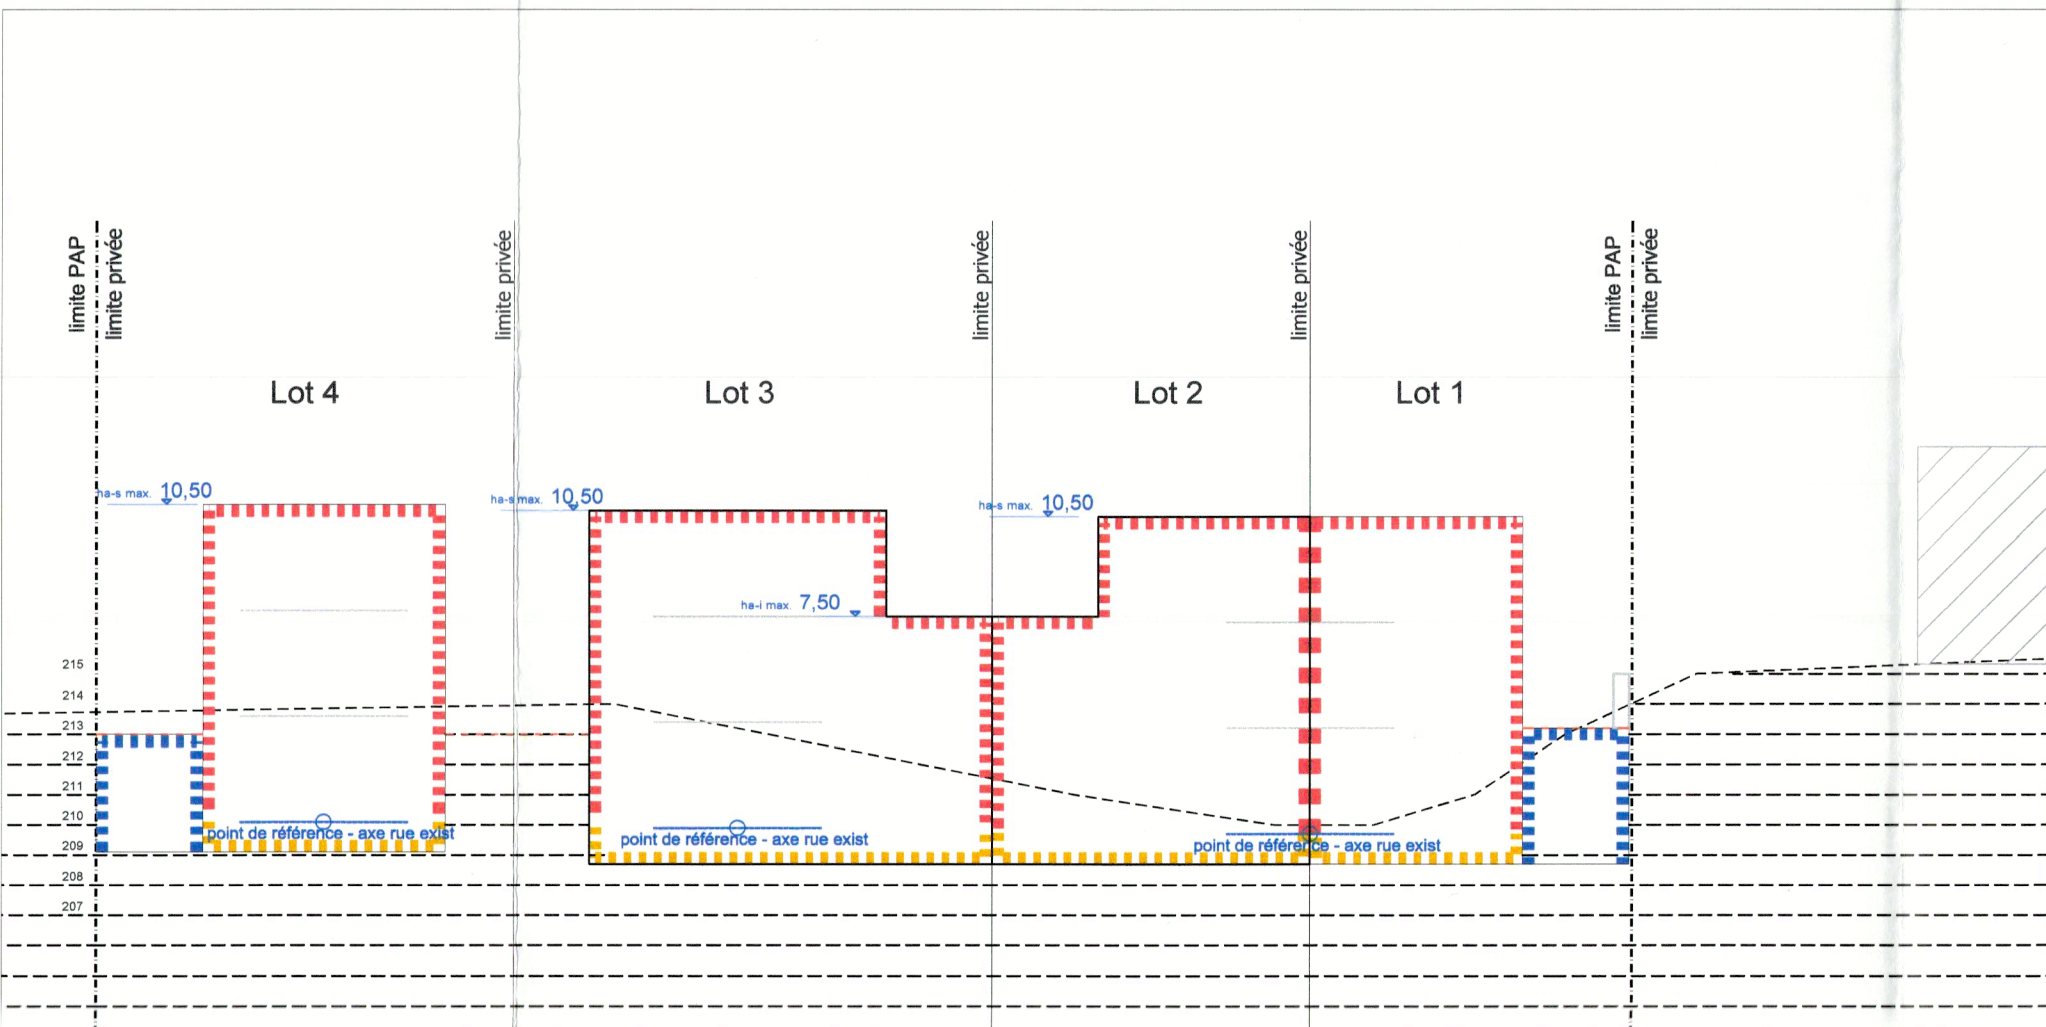 limite PAP
limite privée
limite privée
limite privée
limite privée
limite PAP
limite privée
Lot 4
Lot 3
Lot 2
Lot 1
ha-s max. 10,50
ha-s max. 10,50
ha-s max. 10,50
ha-i max. 7,50
215
214
213
212
211
210
209
208
207
point de référence - axe rue exist
point de référence - axe rue exist
point de référence - axe rue exist